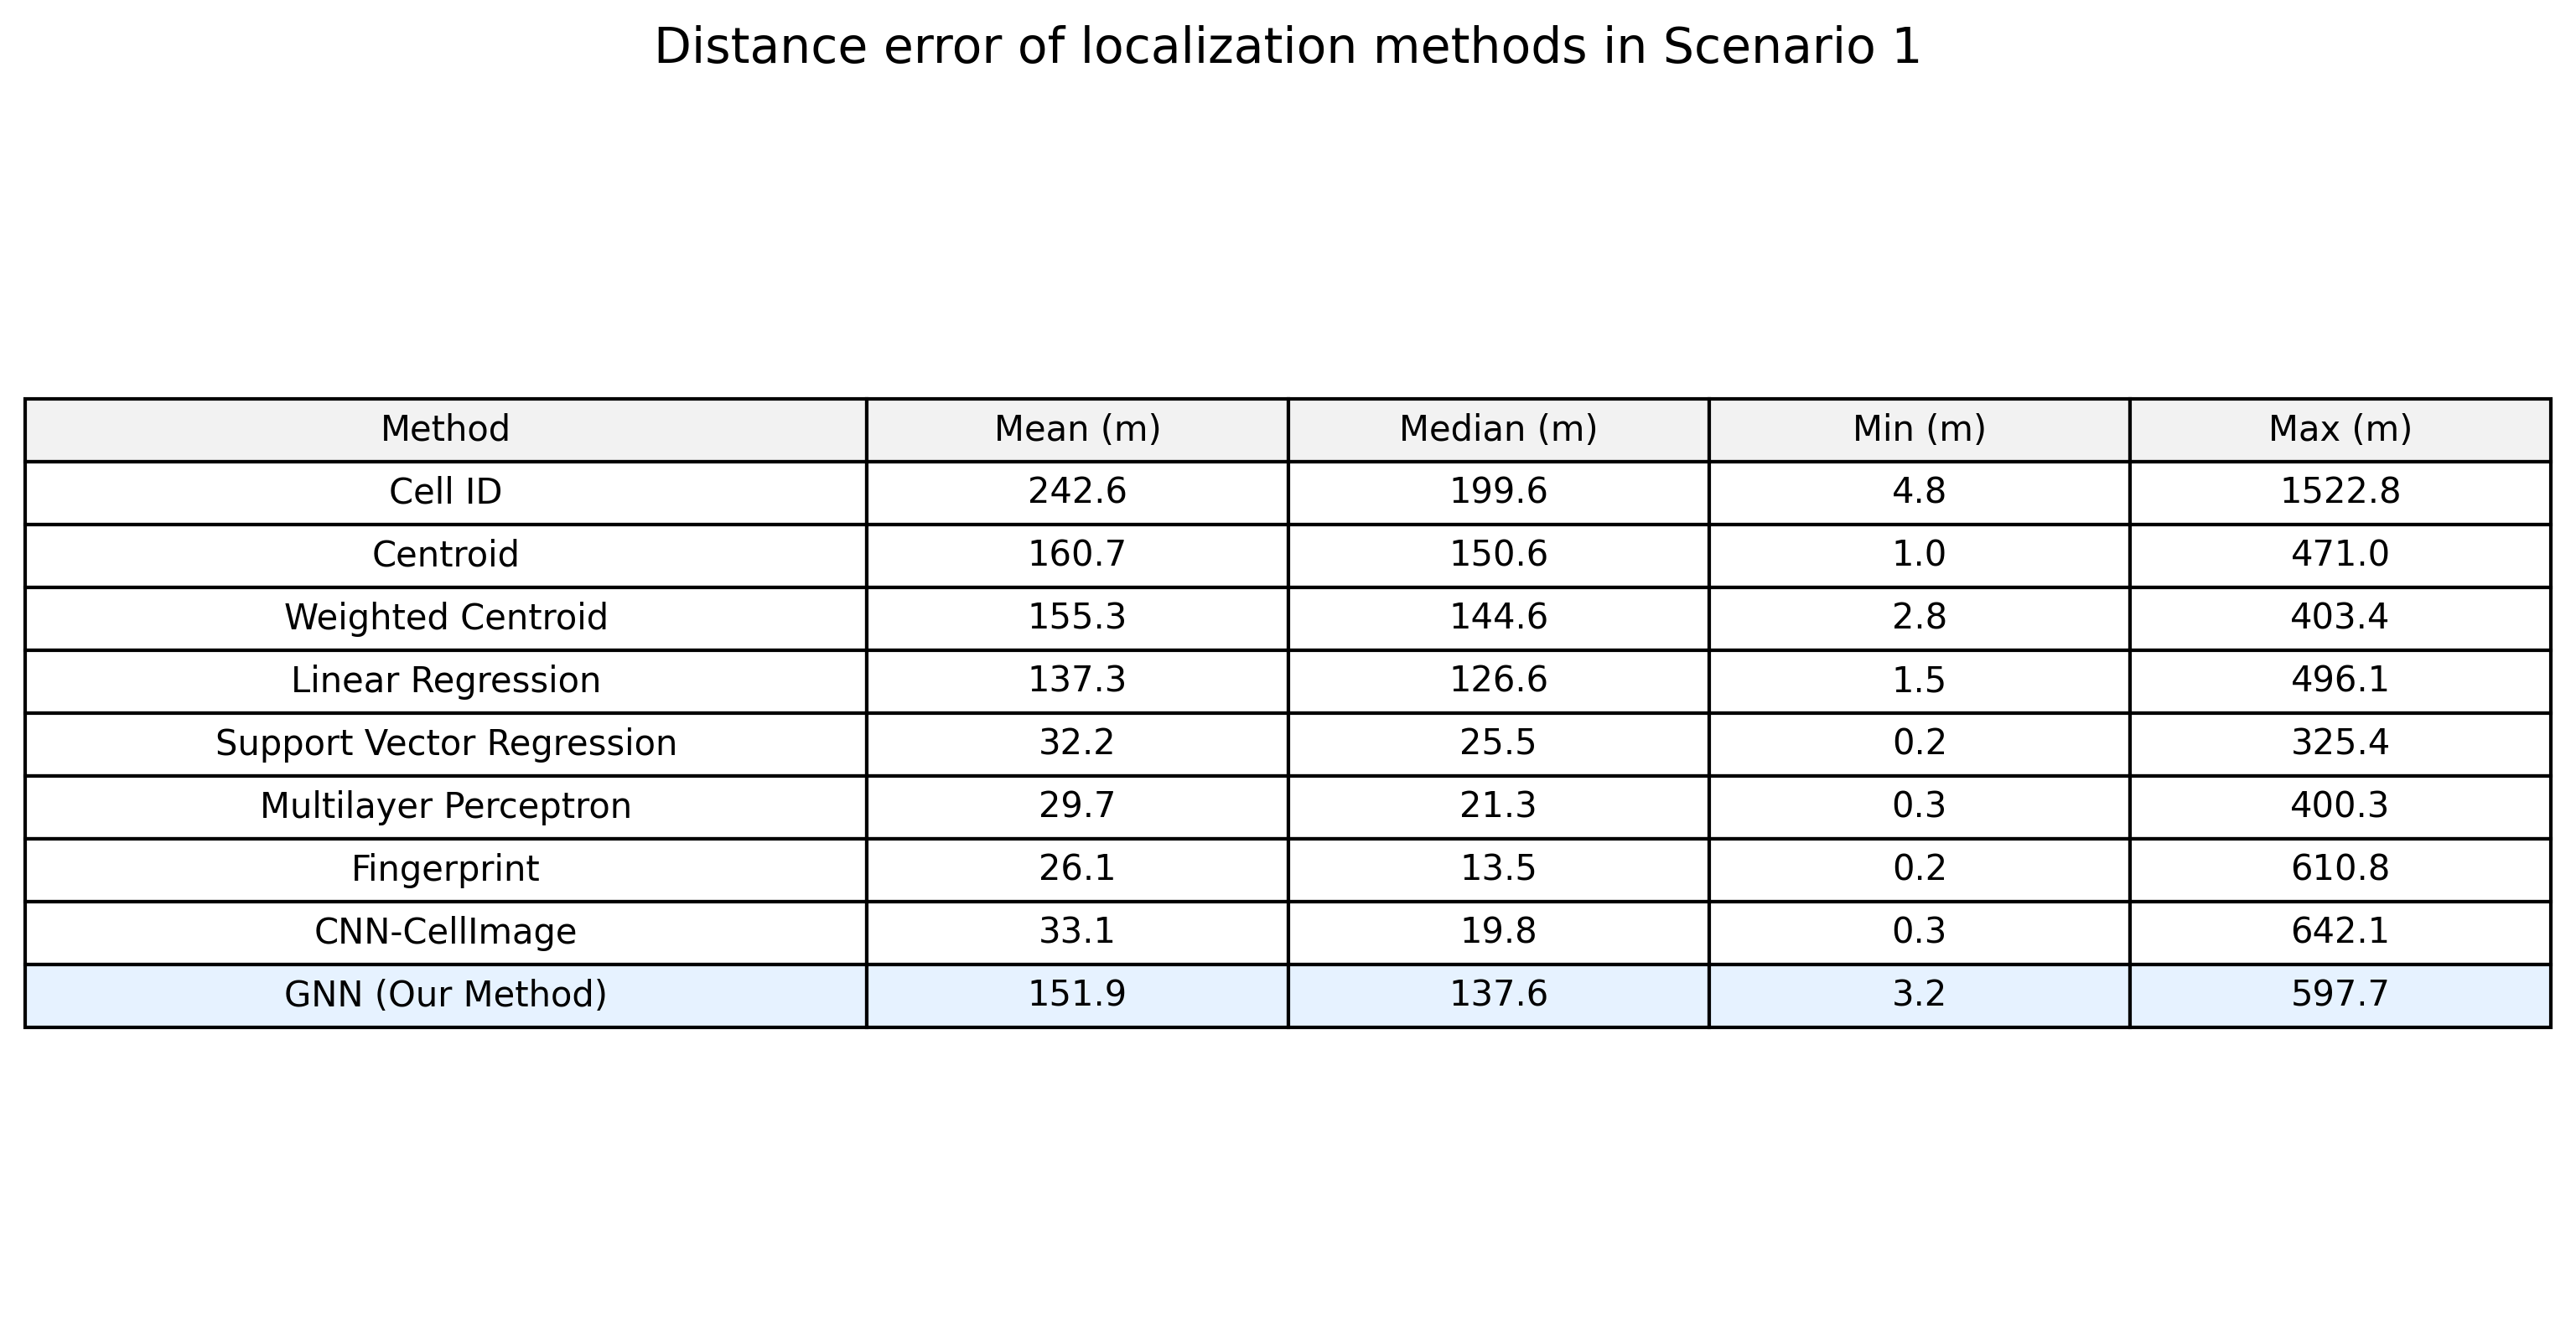 Distance error of localization methods in Scenario 1
Method Mean (m) Median (m) Min (m) Max (m)
Cell ID 242.6 199.6 4.8 1522.8
Centroid 160.7 150.6 1.0 471.0
Weighted Centroid 155.3 144.6 2.8 403.4
Linear Regression 137.3 126.6 1.5 496.1
Support Vector Regression 32.2 25.5 0.2 325.4
Multilayer Perceptron 29.7 21.3 0.3 400.3
Fingerprint 26.1 13.5 0.2 610.8
CNN-CellImage 33.1 19.8 0.3 642.1
GNN (Our Method) 151.9 137.6 3.2 597.7